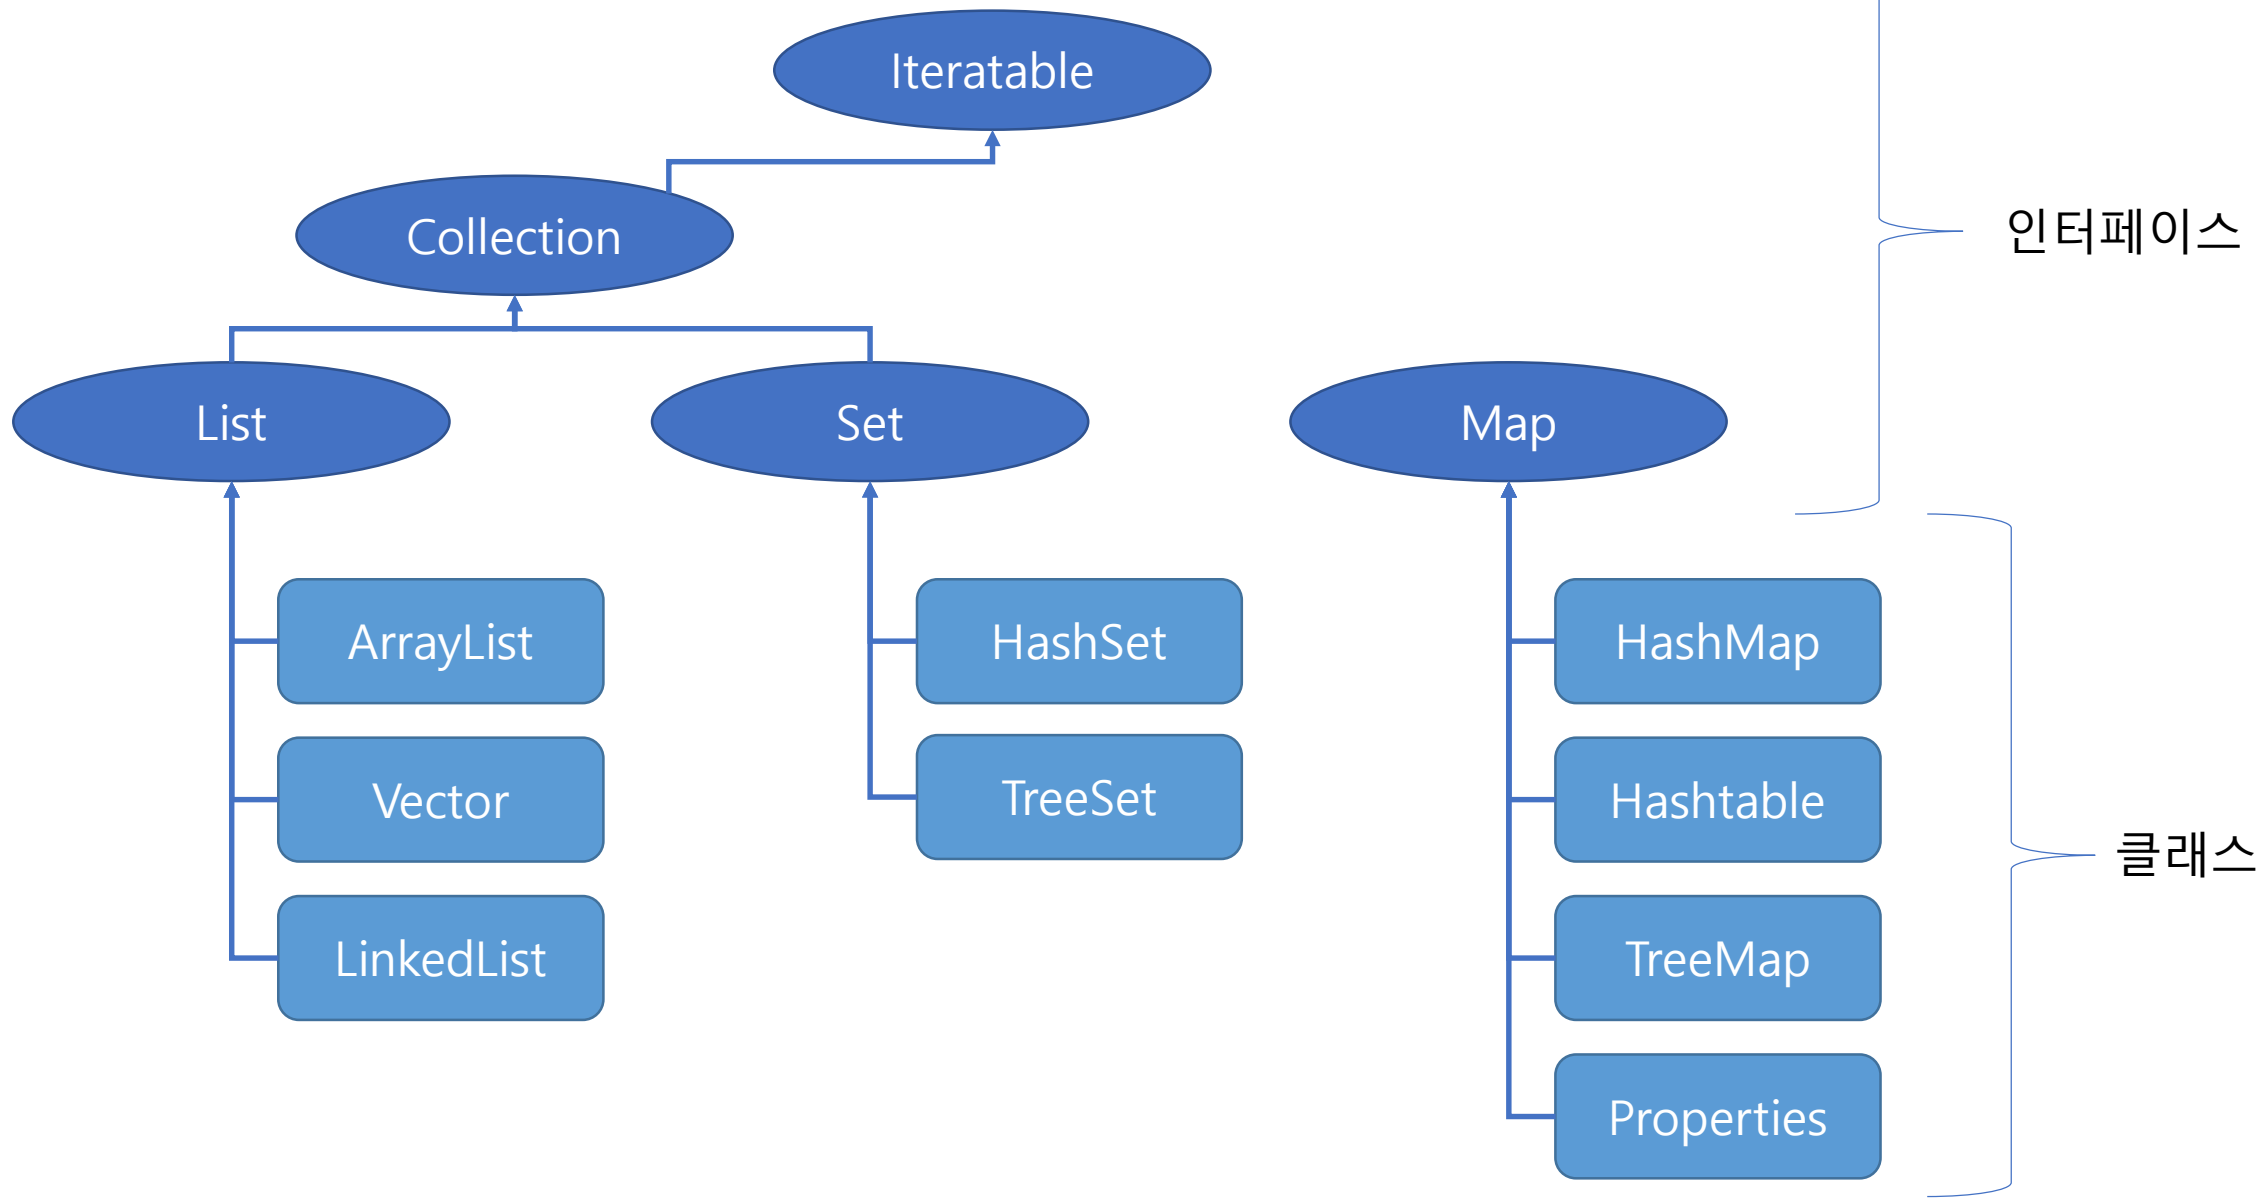 Iteratable
Collection
인터페이스
List
Set
Map
ArrayList
HashSet
HashMap
Vector
TreeSet
Hashtable
클래스
LinkedList
TreeMap
Properties